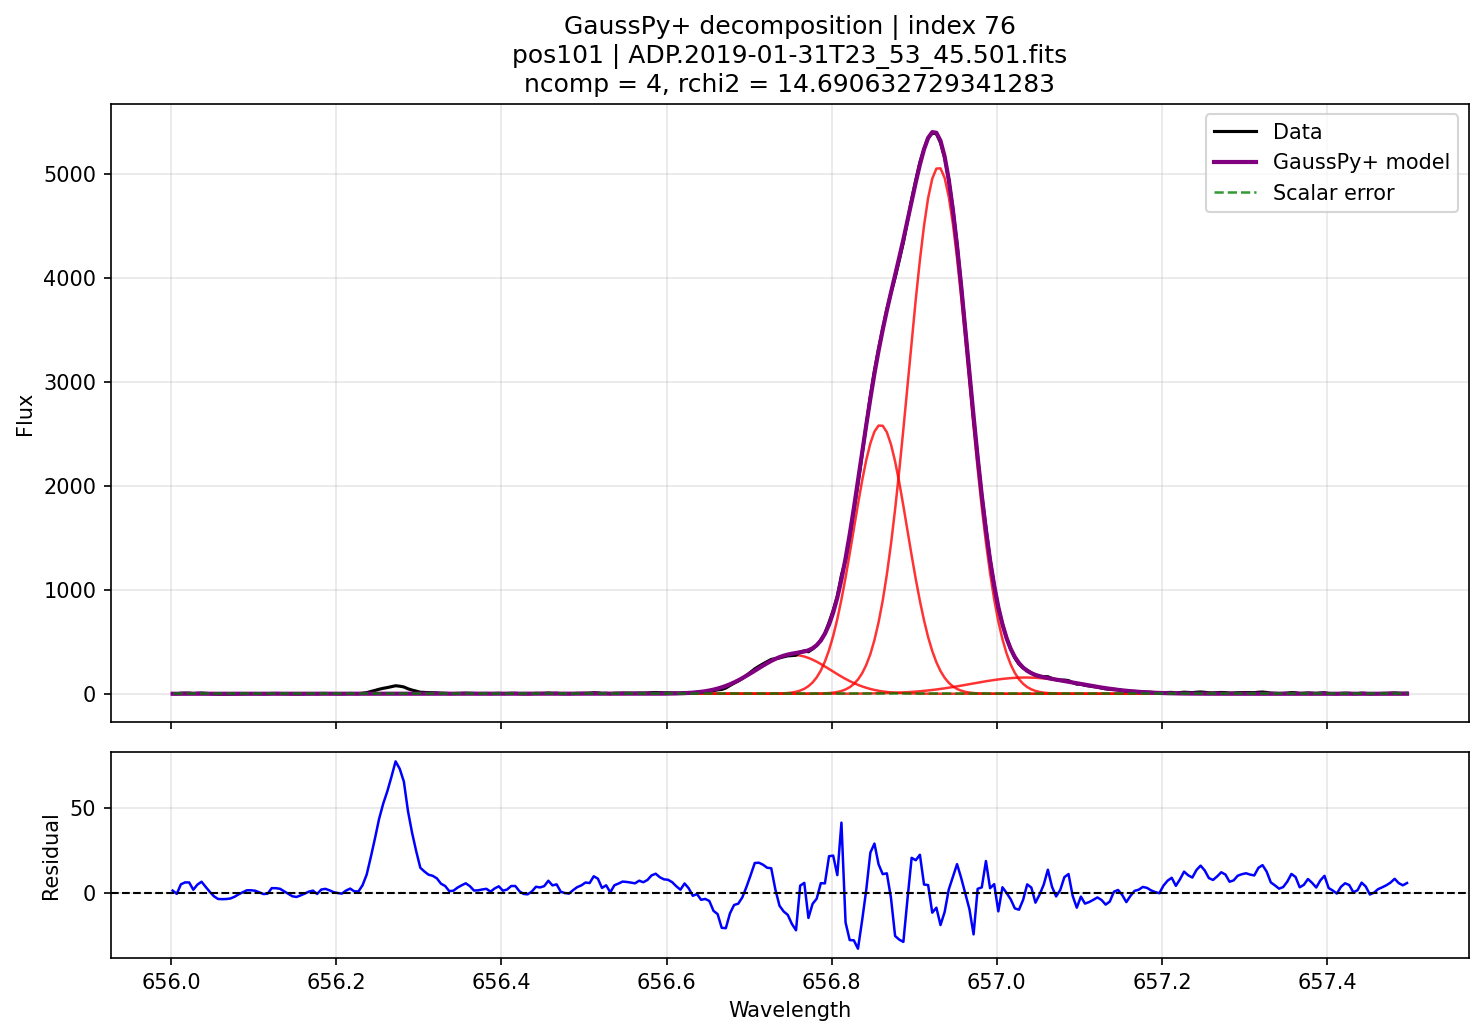 GaussPy+ decomposition | index 76
pos101 | ADP.2019-01-31T23_53_45.501.fits
ncomp = 4, rchi2 = 14.690632729341283
Data
GaussPy+ model
Scalar error
Flux
5000
4000
3000
2000
1000
0
Residual
50
0
656.0 656.2 656.4 656.6 656.8 657.0 657.2 657.4
Wavelength